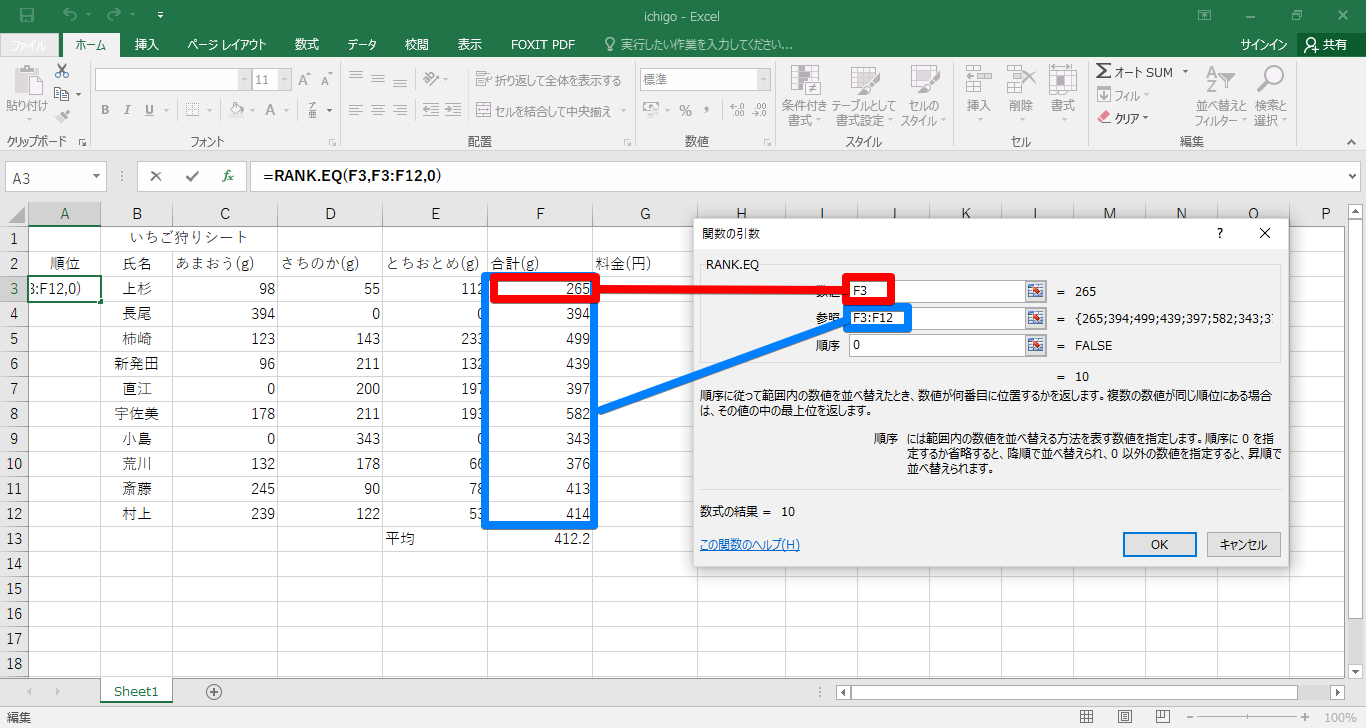 ichigo - Excel
ファイル ホーム 挿入 ページ レイアウト 数式 データ 校閲 表示 FOXIT PDF 実行したい作業を入力してください... サインイン 共有
11 折り返して全体を表示する 標準 オート SUM
貼り付け B I U A セルを結合して中央揃え % 条件付き書式 テーブルとして書式設定 セルのスタイル 挿入 削除 書式 フィル クリア 並べ替えとフィルター 検索と選択
クリップボード フォント 配置 数値 スタイル セル 編集
A3 fx =RANK.EQ(F3,F3:F12,0)
A B C D E F G H I J K L M N O P
1 いちご狩りシート
2 順位 氏名 あまおう(g) さちのか(g) とちおとめ(g) 合計(g) 料金(円)
3 3:F12,0) 上杉 98 55 112 265
4 長尾 394 0 0 394
5 柿崎 123 143 233 499
6 新発田 96 211 132 439
7 直江 0 200 197 397
8 宇佐美 178 211 193 582
9 小島 0 343 0 343
10 荒川 132 178 66 376
11 斎藤 245 90 78 413
12 村上 239 122 53 414
13 平均 412.2
14
15
16
17
18
関数の引数 ?
RANK.EQ
数値 F3 = 265
参照 F3:F12 = {265;394;499;439;397;582;343;3
順序 0 = FALSE
= 10
順序に従って範囲内の数値を並べ替えたとき、数値が何番目に位置するかを返します。複数の数値が同じ順位にある場合
は、その値の中の最上位を返します。
順序 には範囲内の数値を並べ替える方法を表す数値を指定します。順序に 0 を指
定するか省略すると、降順で並べ替えられ、0 以外の数値を指定すると、昇順で
並べ替えられます。
数式の結果 = 10
この関数のヘルプ(H) OK キャンセル
Sheet1
編集 100%